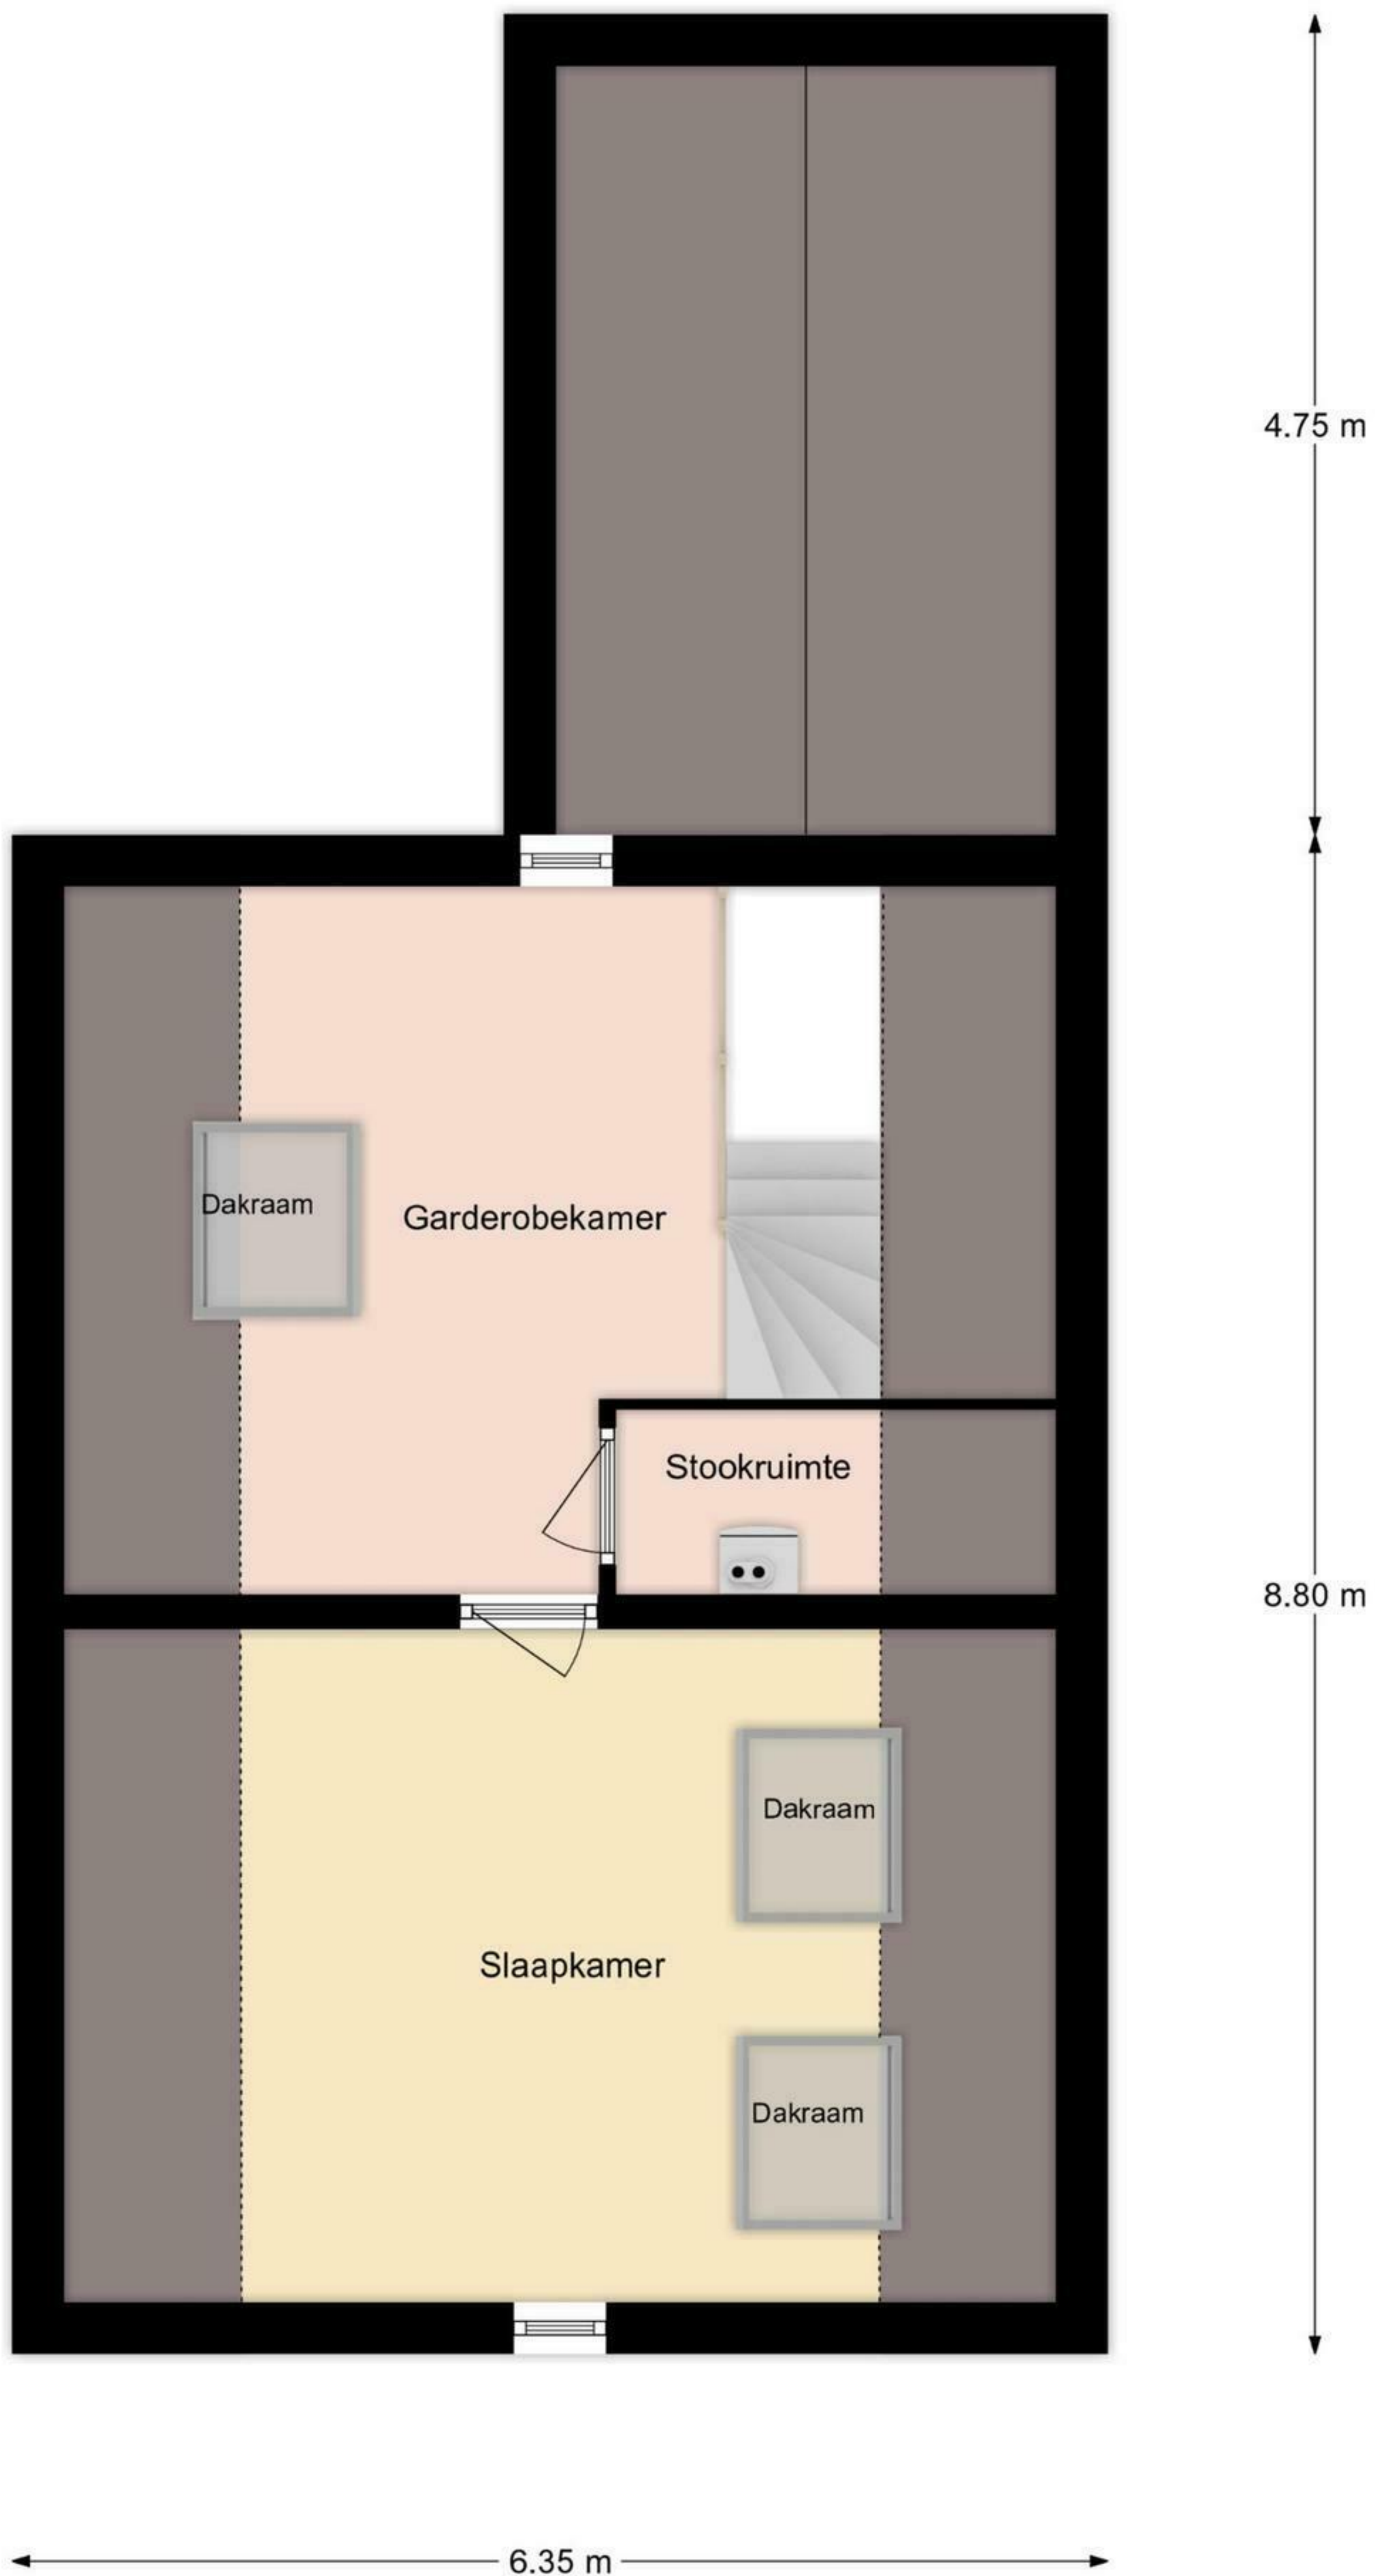 4.75 m
Dakraam
Garderobekamer
Stookruimte
8.80 m
Dakraam
Slaapkamer
Dakraam
6.35 m